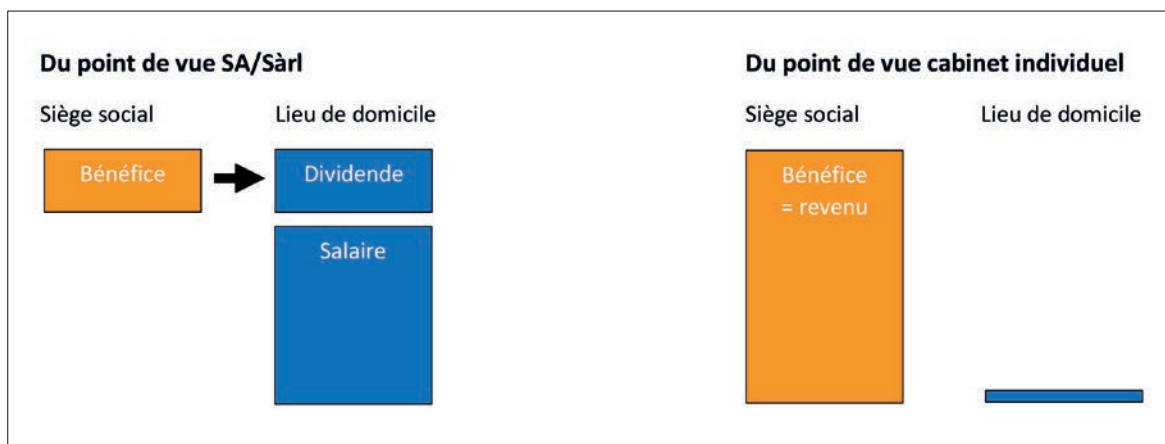 Du point de vue SA/Sàrl
Siège social
Lieu de domicile
Bénéfice
Dividende
Salaire
Du point de vue cabinet individuel
Siège social
Lieu de domicile
Bénéfice
= revenu